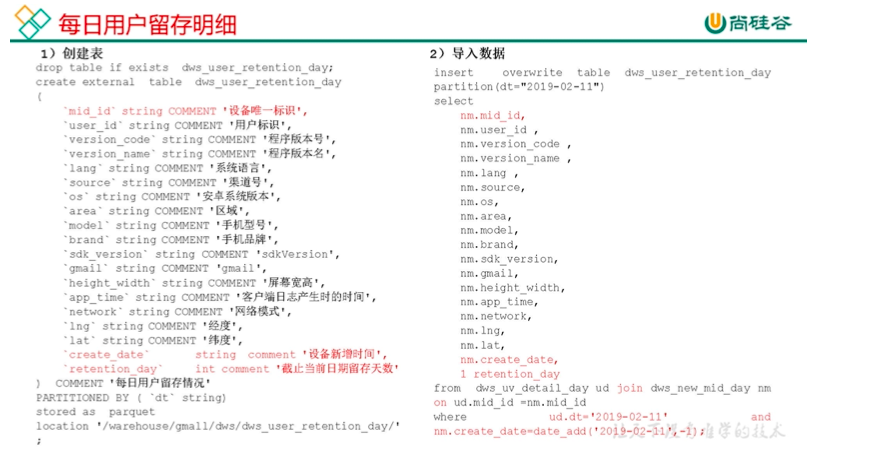 每日用户留存明细
尚硅谷
1）创建表
drop table if exists dws_user_retention_day;
create external table dws_user_retention_day
(
`mid_id` string COMMENT '设备唯一标识',
`user_id` string COMMENT '用户标识',
`version_code` string COMMENT '程序版本号',
`version_name` string COMMENT '程序版本名',
`lang` string COMMENT '系统语言',
`source` string COMMENT '渠道号',
`os` string COMMENT '安卓系统版本',
`area` string COMMENT '区域',
`model` string COMMENT '手机型号',
`brand` string COMMENT '手机品牌',
`sdk_version` string COMMENT 'sdkVersion',
`gmail` string COMMENT 'gmail',
`height_width` string COMMENT '屏幕宽高',
`app_time` string COMMENT '客户端日志产生时的时间',
`network` string COMMENT '网络模式',
`lng` string COMMENT '经度',
`lat` string COMMENT '纬度',
`create_date` string comment '设备新增时间',
`retention_day` int comment '截止当前日期留存天数'
) COMMENT '每日用户留存情况'
PARTITIONED BY ( `dt` string)
stored as parquet
location '/warehouse/gmall/dws/dws_user_retention_day/'
;
2）导入数据
insert overwrite table dws_user_retention_day
partition(dt="2019-02-11")
select
nm.mid_id,
nm.user_id ,
nm.version_code ,
nm.version_name ,
nm.lang ,
nm.source,
nm.os,
nm.area,
nm.model,
nm.brand,
nm.sdk_version,
nm.gmail,
nm.height_width,
nm.app_time,
nm.network,
nm.lng,
nm.lat,
nm.create_date,
1 retention_day
from dws_uv_detail_day ud join dws_new_mid_day nm
on ud.mid_id =nm.mid_id
where ud.dt='2019-02-11' and
nm.create_date=date_add('2019-02-11',-1);
学的技术